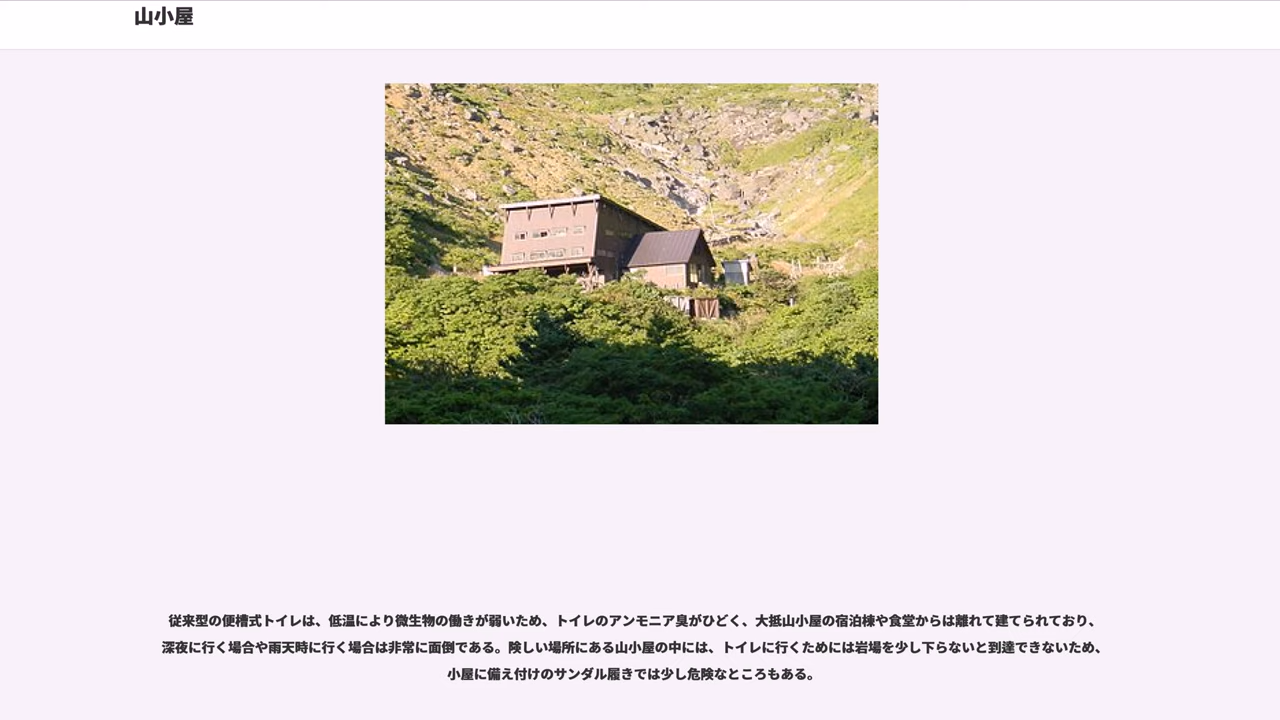 山小屋
従来型の便槽式トイレは、低温により微生物の働きが弱いため、トイレのアンモニア臭がひどく、大抵山小屋の宿泊棟や食堂からは離れて建てられており、
深夜に行く場合や雨天時に行く場合は非常に面倒である。険しい場所にある山小屋の中には、トイレに行くためには岩場を少し下らないと到達できないため、
小屋に備え付けのサンダル履きでは少し危険なところもある。